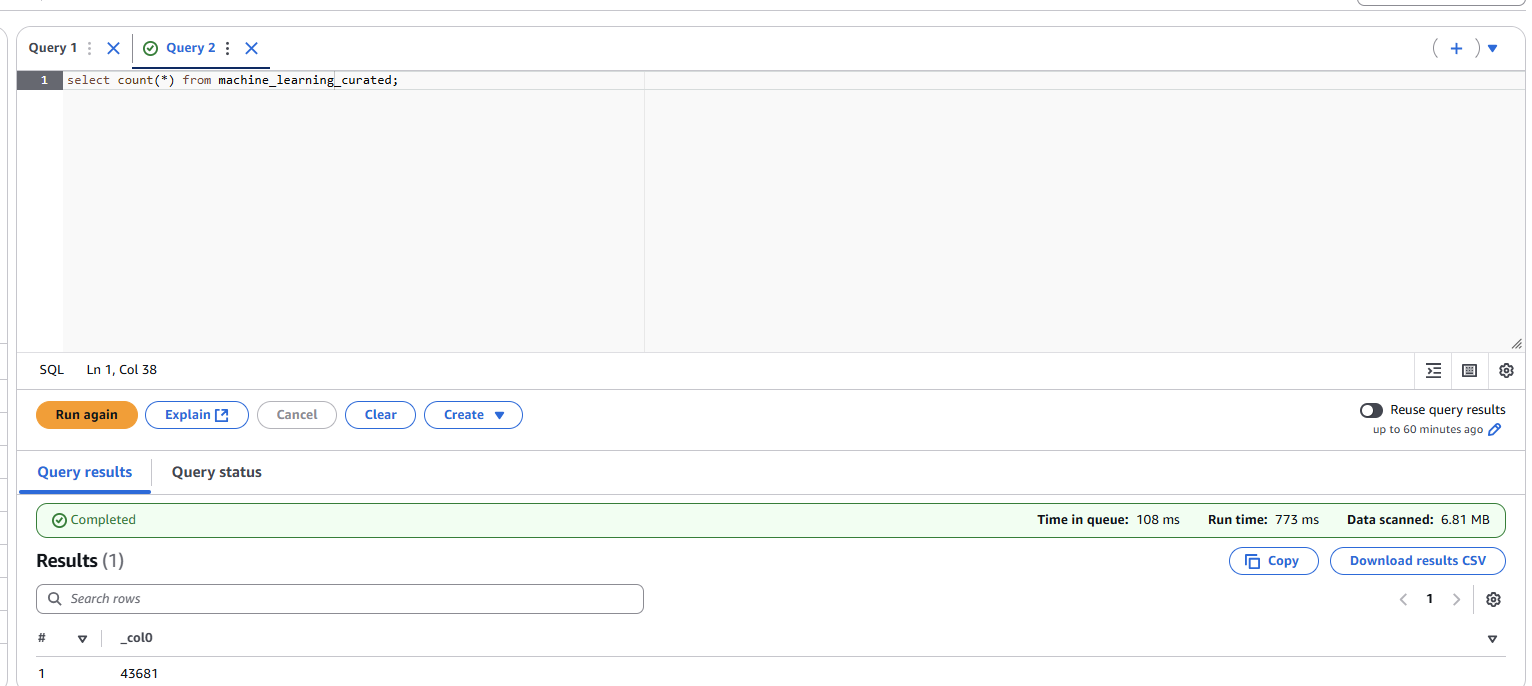 Query 1 Query 2
1 select count(*) from machine_learning_curated;
SQL Ln 1, Col 38
Run again Explain Cancel Clear Create Reuse query results
up to 60 minutes ago
Query results Query status
Completed Time in queue: 108 ms Run time: 773 ms Data scanned: 6.81 MB
Results (1) Copy Download results CSV
Search rows 1
# _col0
1 43681